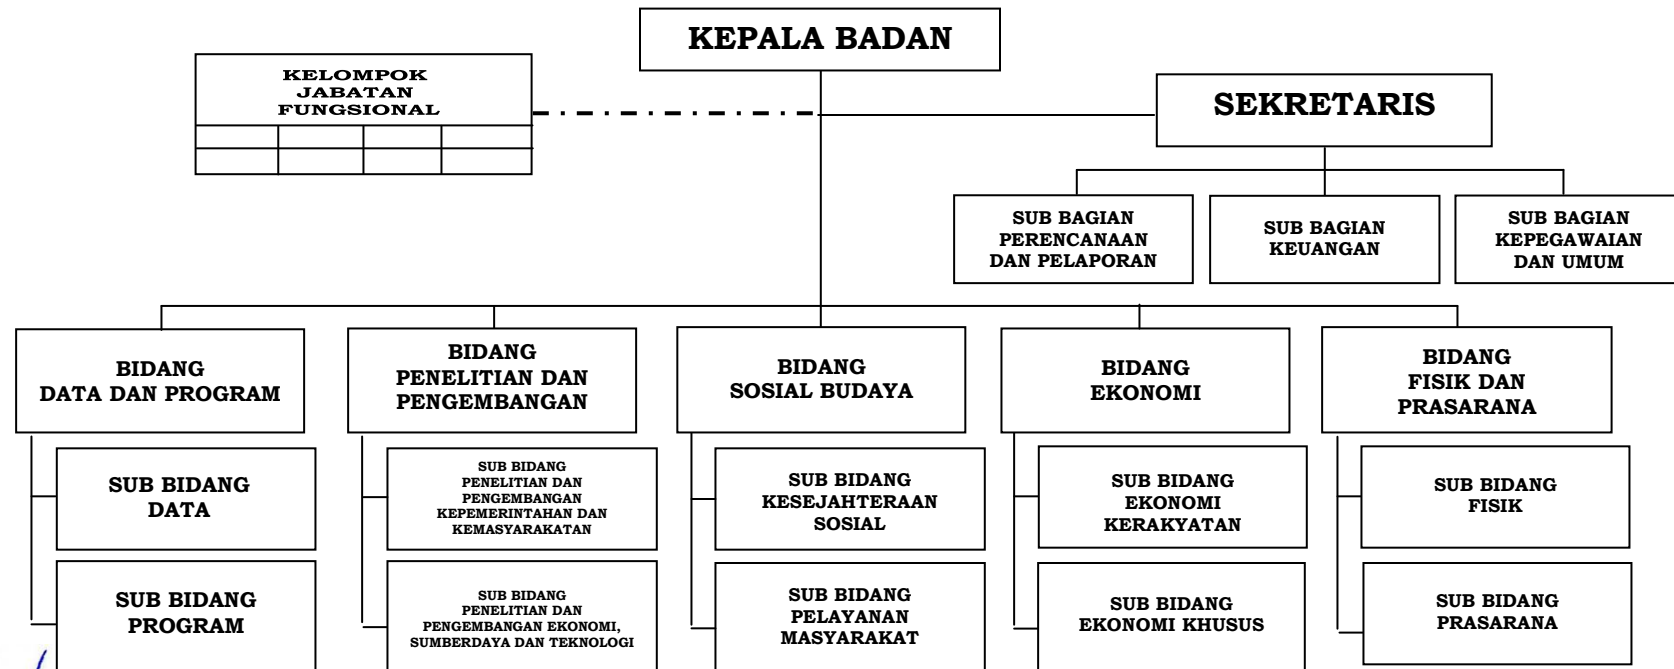 KEPALA BADAN
KELOMPOK
JABATAN
FUNGSIONAL
SEKRETARIS
SUB BAGIAN
PERENCANAAN
DAN PELAPORAN
SUB BAGIAN
KEUANGAN
SUB BAGIAN
KEPEGAWAIAN
DAN UMUM
BIDANG
DATA DAN PROGRAM
BIDANG
PENELITIAN DAN
PENGEMBANGAN
BIDANG
SOSIAL BUDAYA
BIDANG
EKONOMI
BIDANG
FISIK DAN
PRASARANA
SUB BIDANG
DATA
SUB BIDANG
PENELITIAN DAN
PENGEMBANGAN
KEPEMERINTAHAN DAN
KEMASYARAKATAN
SUB BIDANG
KESEJAHTERAAN
SOSIAL
SUB BIDANG
EKONOMI
KERAKYATAN
SUB BIDANG
FISIK
SUB BIDANG
PROGRAM
SUB BIDANG
PENELITIAN DAN
PENGEMBANGAN EKONOMI,
SUMBERDAYA DAN TEKNOLOGI
SUB BIDANG
PELAYANAN
MASYARAKAT
SUB BIDANG
EKONOMI KHUSUS
SUB BIDANG
PRASARANA